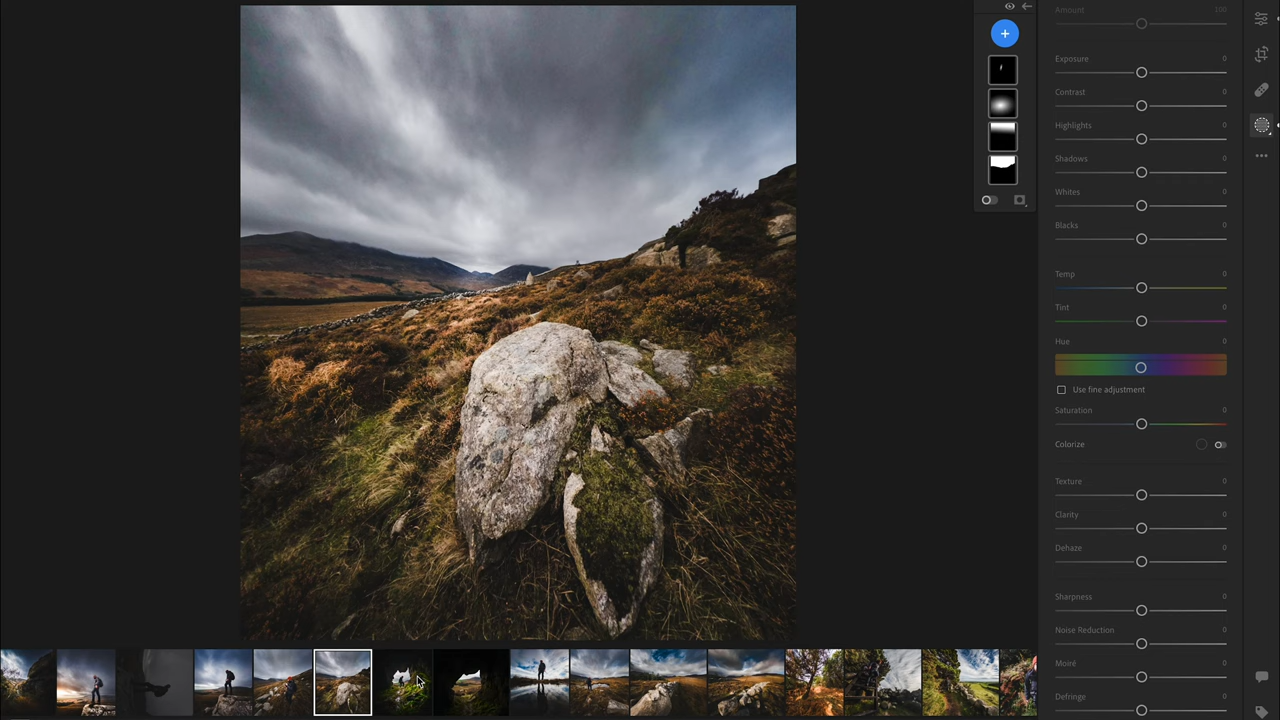 Amount 100
Exposure 0
Contrast 0
Highlights 0
Shadows 0
Whites 0
Blacks 0
Temp 0
Tint 0
Hue 0
Use fine adjustment
Saturation 0
Colorize
Texture 0
Clarity 0
Dehaze 0
Sharpness 0
Noise Reduction 0
Moiré 0
Defringe 0